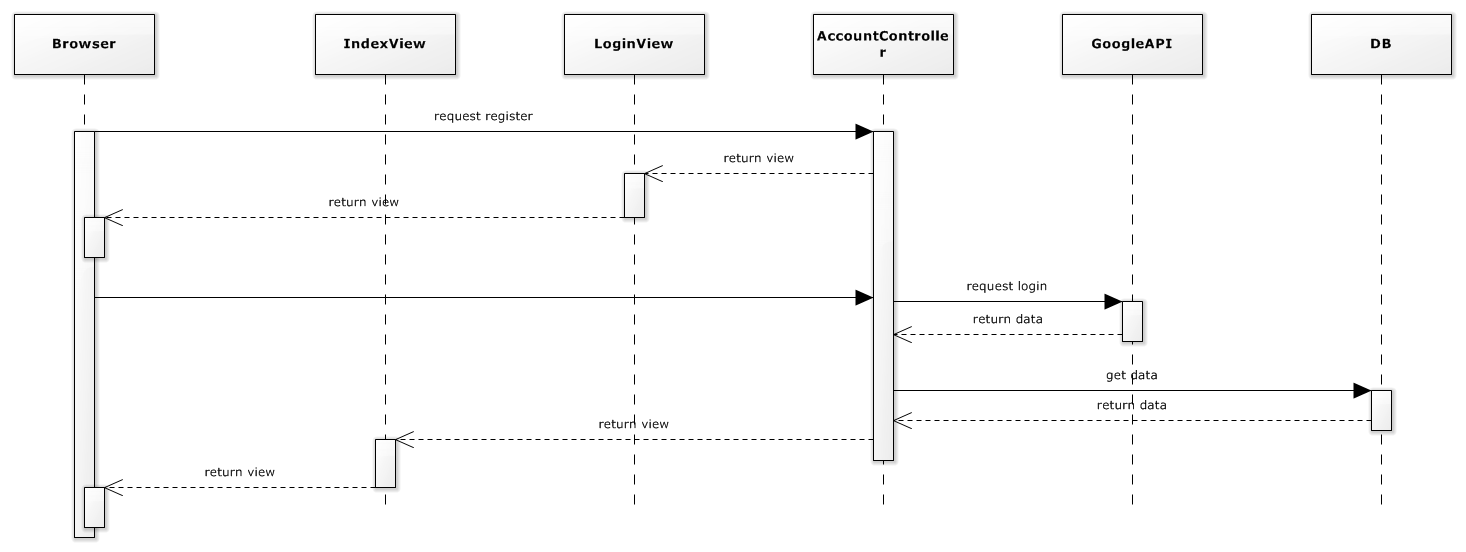 Browser
IndexView
LoginView
AccountControlle
r
GoogleAPI
DB
request register
return view
return view
request login
return data
get data
return data
return view
return view